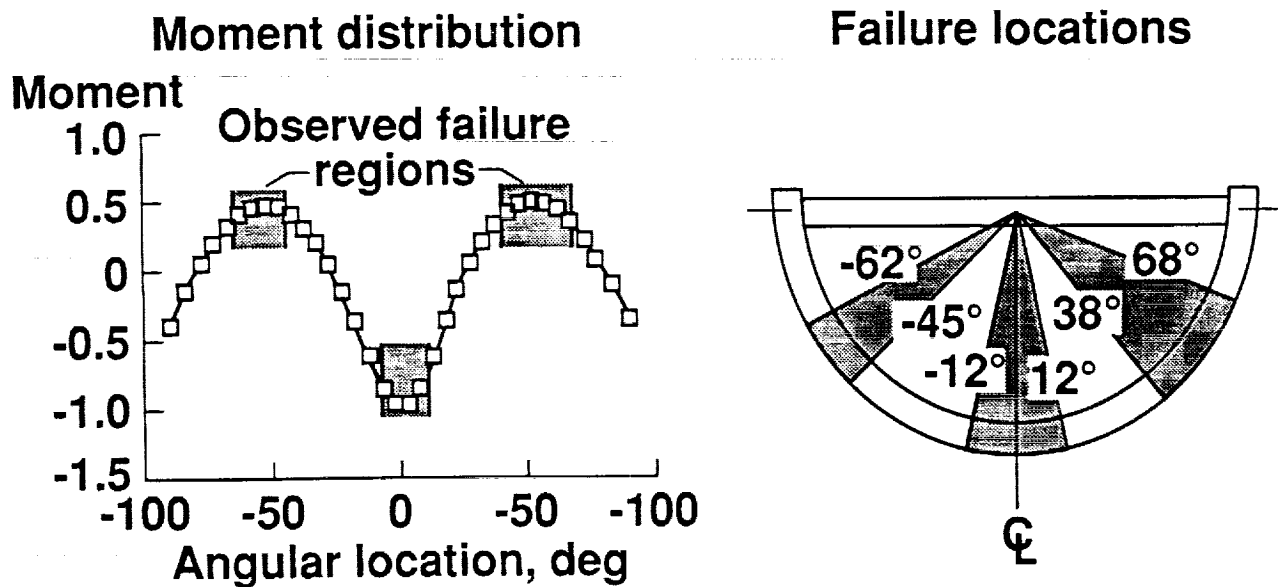 Moment distribution
Failure locations
Moment
Observed failure
regions
1.0
0.5
0
-0.5
-1.0
-1.5
-100 -50 0 -50 -100
Angular location, deg
-62° 68°
-45° 38°
-12° 12°
℄